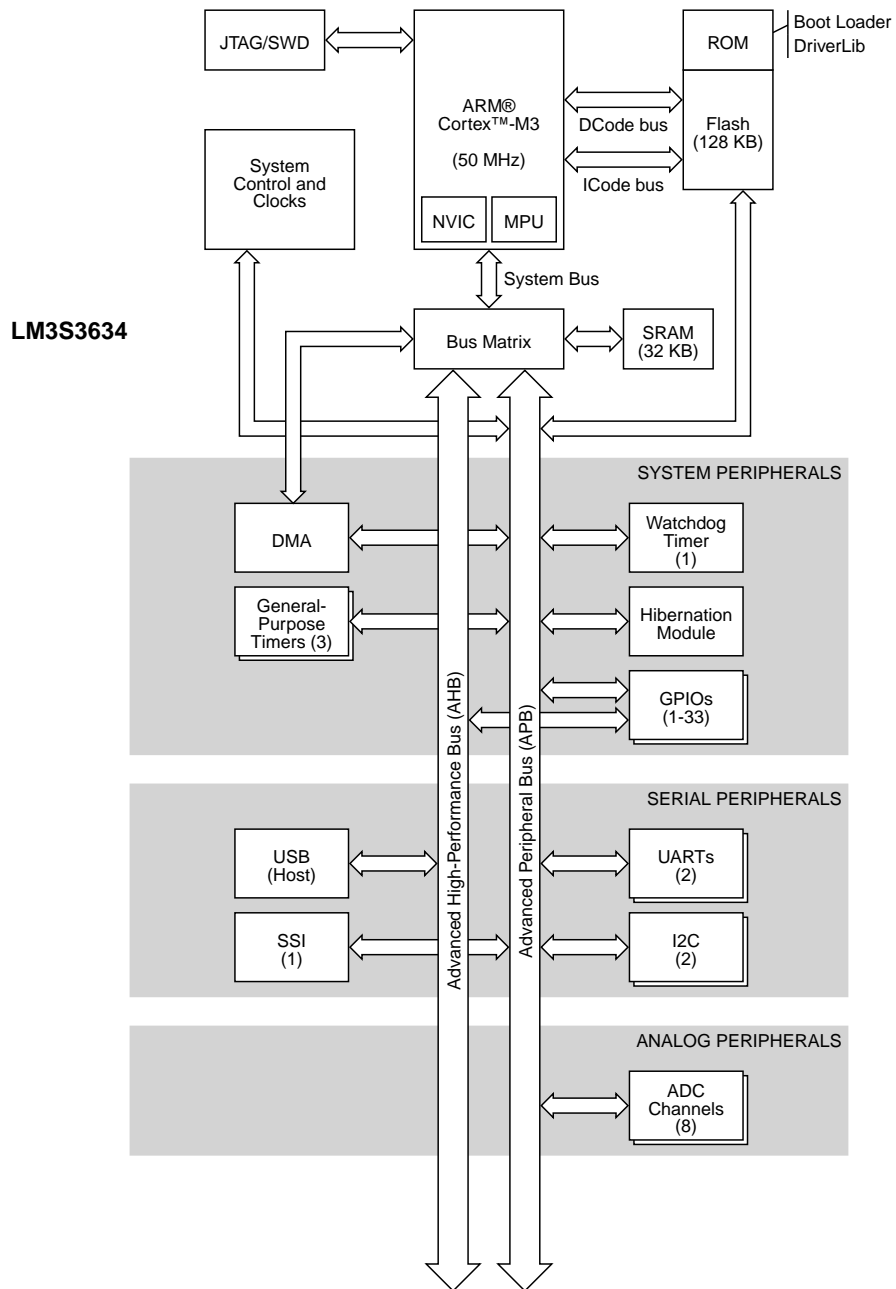 JTAG/SWD
ARM®
Cortex™-M3
(50 MHz)
NVIC
MPU
ROM
Boot Loader
DriverLib
Flash
(128 KB)
DCode bus
ICode bus
System
Control and
Clocks
System Bus
LM3S3634
Bus Matrix
SRAM
(32 KB)
SYSTEM PERIPHERALS
DMA
Watchdog
Timer
(1)
General-
Purpose
Timers (3)
Hibernation
Module
GPIOs
(1-33)
Advanced High-Performance Bus (AHB)
Advanced Peripheral Bus (APB)
SERIAL PERIPHERALS
USB
(Host)
UARTs
(2)
SSI
(1)
I2C
(2)
ANALOG PERIPHERALS
ADC
Channels
(8)